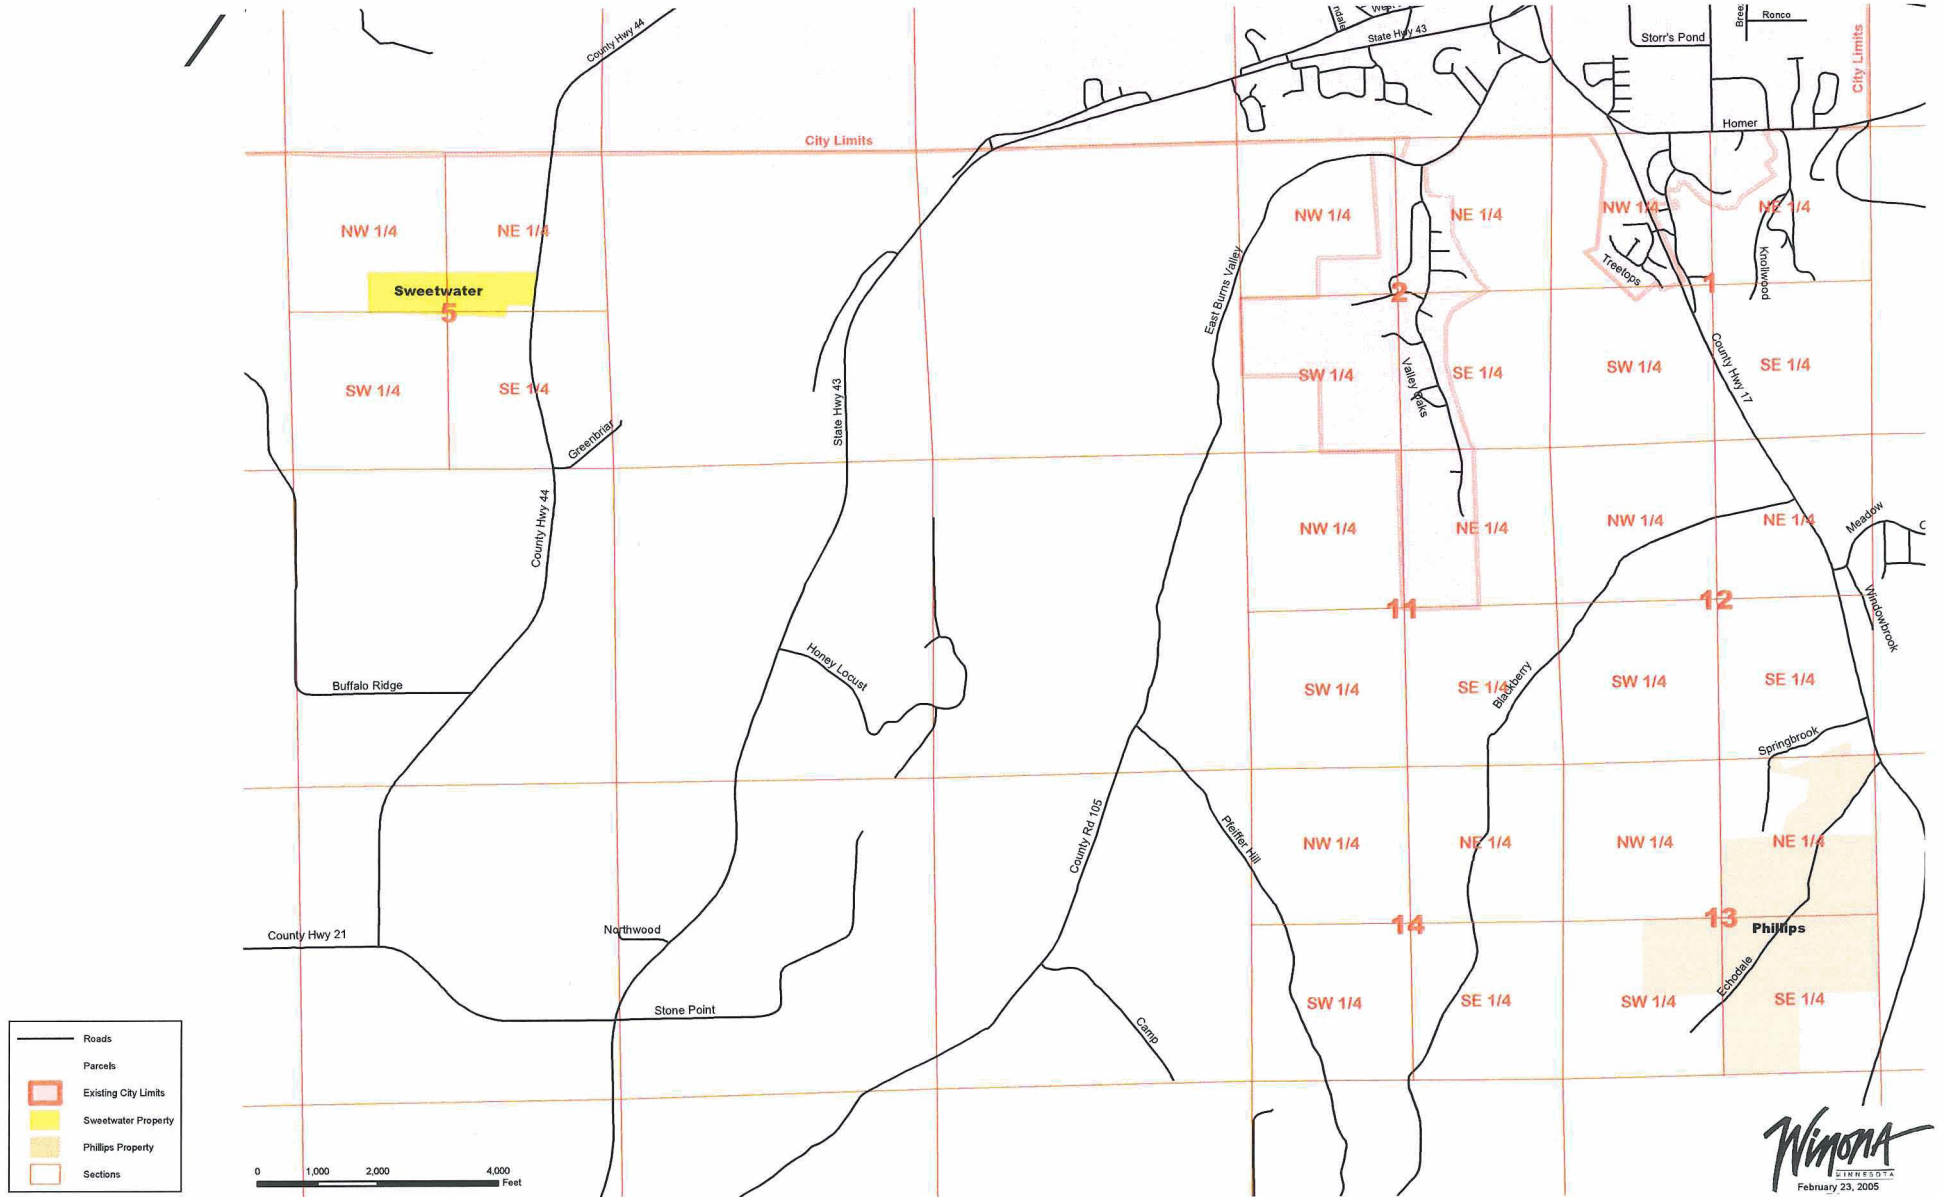 County Hwy 44
State Hwy 43
Storr's Pond
Ronco
City Limits
Homer
City Limits
NW 1/4
NE 1/4
NW 1/4
NE 1/4
NW 1/4
NE 1/4
Sweetwater
5
East Burns Valley
2
Treetops
1
Knollwood
SW 1/4
SE 1/4
State Hwy 43
SW 1/4
SE 1/4
Valley Oaks
SW 1/4
County Hwy 17
SE 1/4
Greenbriar
County Hwy 44
NW 1/4
NE 1/4
NW 1/4
NE 1/4
Meadow
11
12
Windowbrook
Buffalo Ridge
Honey Locust
SW 1/4
SE 1/4
Blackberry
SW 1/4
SE 1/4
Springbrook
County Rd 105
Pfeiffer Hill
NW 1/4
NE 1/4
NW 1/4
NE 1/4
County Hwy 21
Northwood
14
13
Phillips
Echodale
Stone Point
Camp
SW 1/4
SE 1/4
SW 1/4
SE 1/4
Roads
Parcels
Existing City Limits
Sweetwater Property
Phillips Property
Sections
0 1,000 2,000 4,000
Feet
Winona
MINNESOTA
February 23, 2005